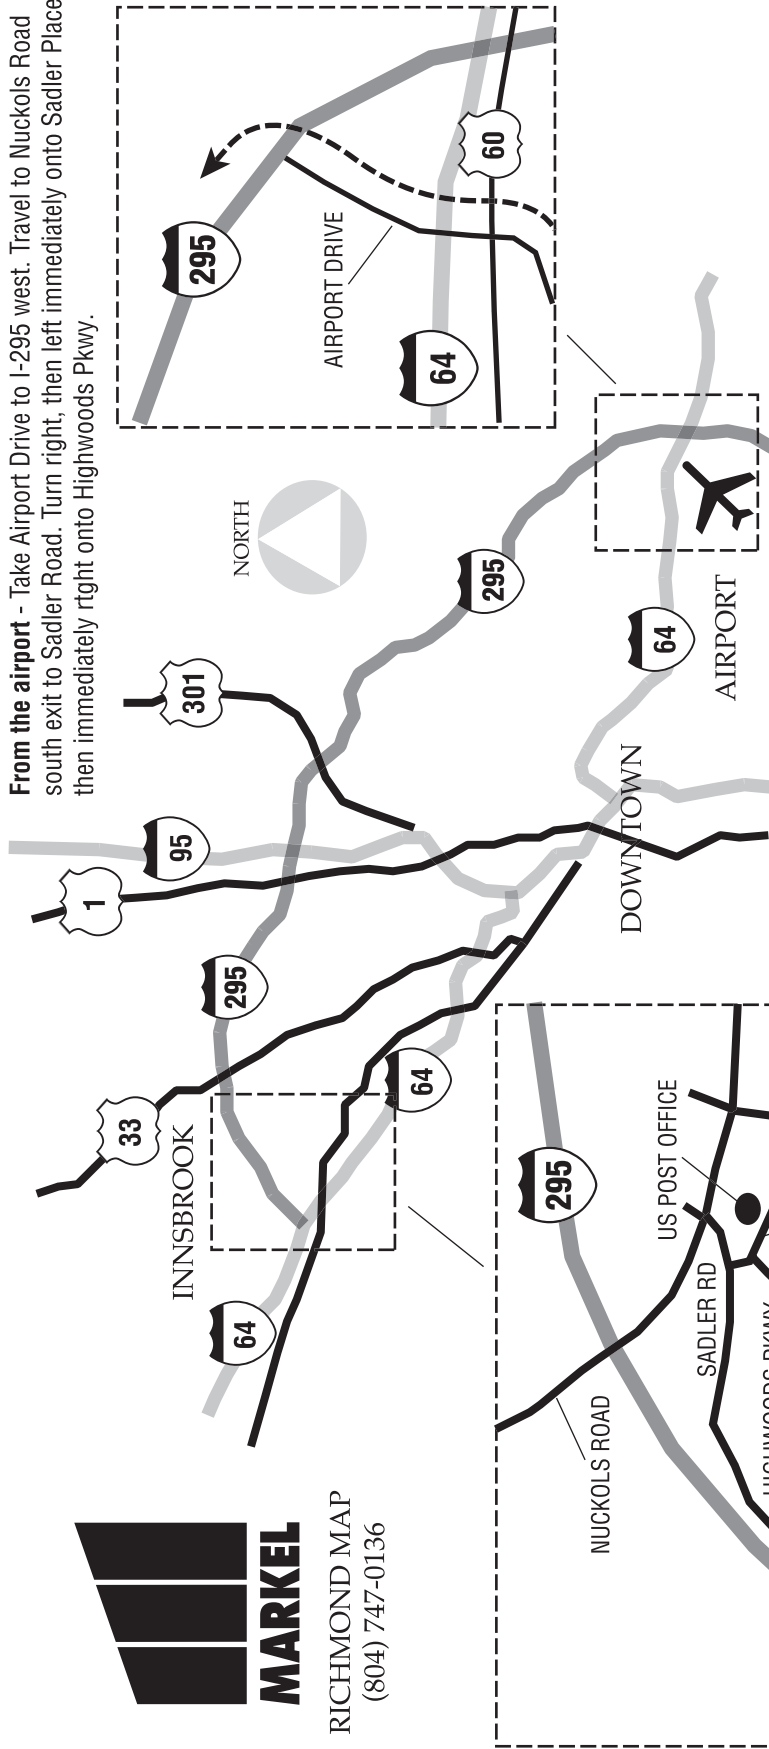 MARKEL
RICHMOND MAP
(804) 747-0136
From the airport - Take Airport Drive to I-295 west. Travel to Nuckols Road
south exit to Sadler Road. Turn right, then left immediately onto Sadler Place
then immediately rtght onto Highwoods Pkwy.
64
INNSBROOK
33
295
1
95
301
NORTH
295
64
DOWNTOWN
64
AIRPORT
295
AIRPORT DRIVE
64
60
295
NUCKOLS ROAD
SADLER RD
US POST OFFICE